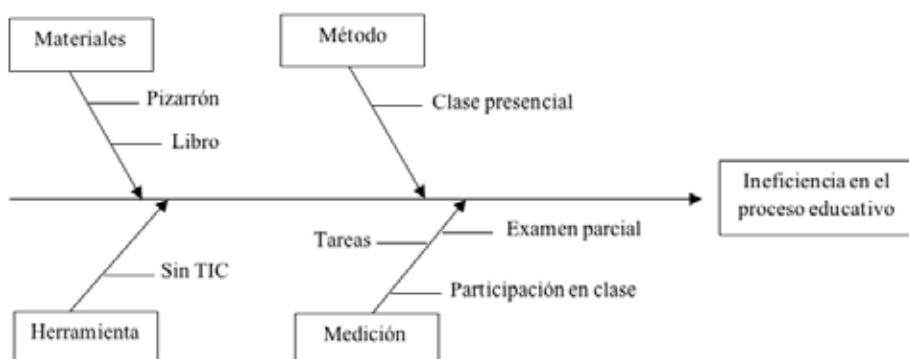 Materiales
Método
Pizarrón
Clase presencial
Libro
Ineficiencia en el
proceso educativo
Tareas
Examen parcial
Sin TIC
Participación en clase
Herramienta
Medición